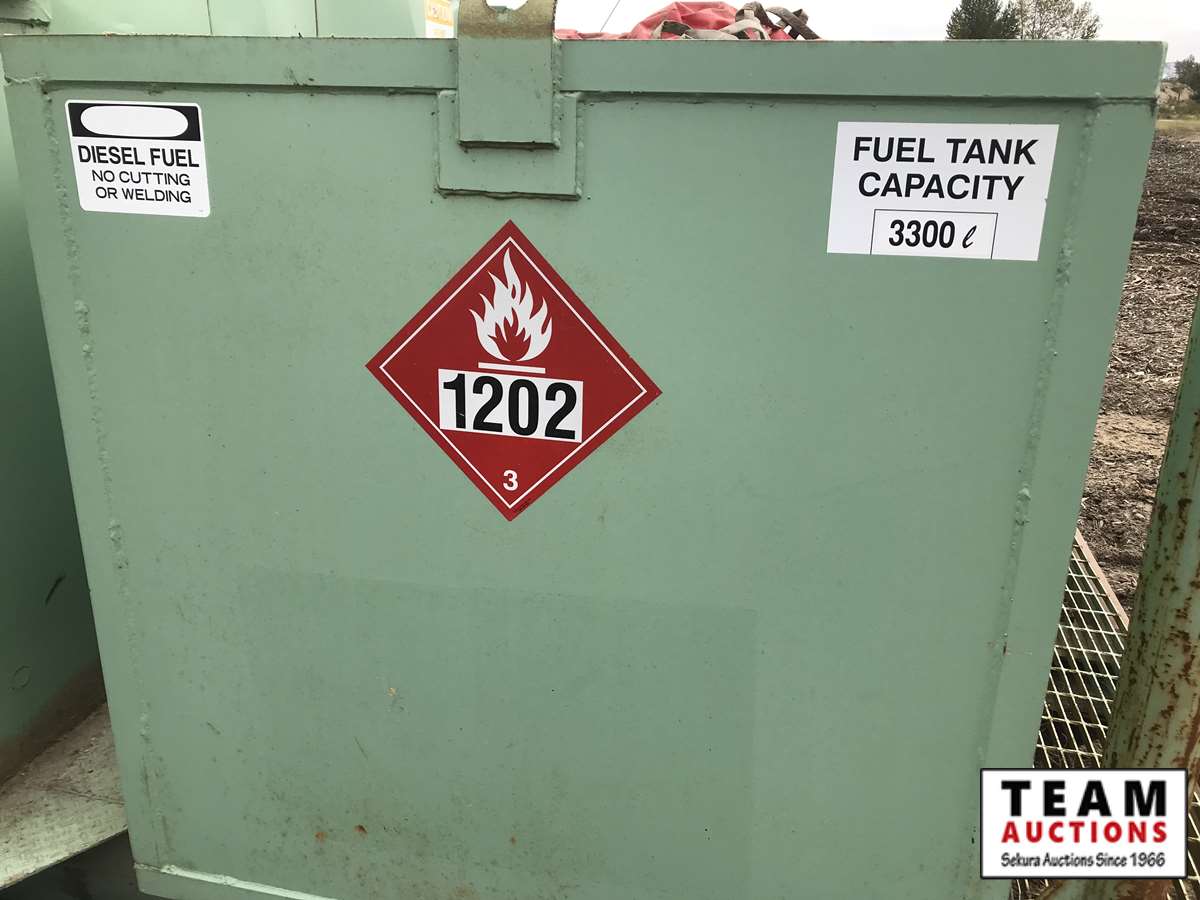 DIESEL FUEL
NO CUTTING
OR WELDING
FUEL TANK
CAPACITY
3300 ℓ
1202
3
TEAM
AUCTIONS
Sekura Auctions Since 1966